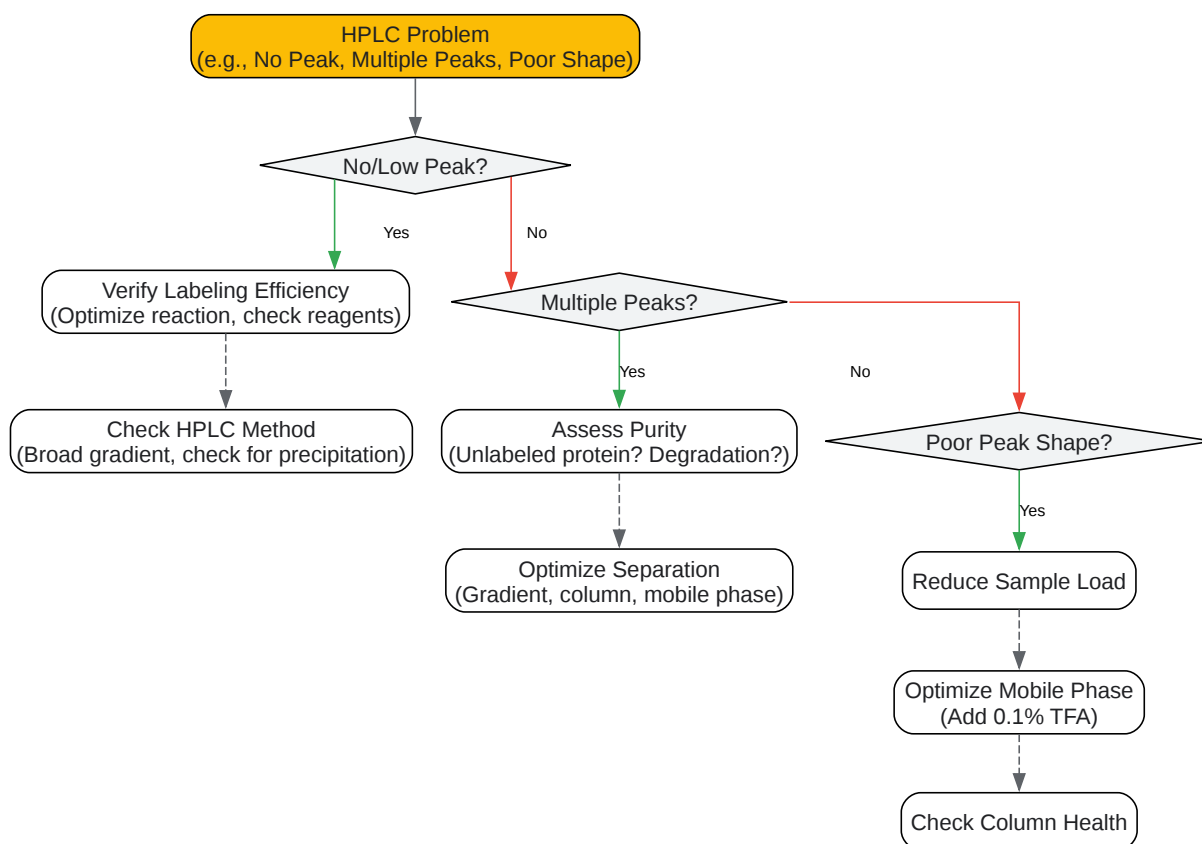 HPLC Problem
(e.g., No Peak, Multiple Peaks, Poor Shape)
No/Low Peak?
Yes
No
Verify Labeling Efficiency
(Optimize reaction, check reagents)
Multiple Peaks?
Yes
No
Check HPLC Method
(Broad gradient, check for precipitation)
Assess Purity
(Unlabeled protein? Degradation?)
Poor Peak Shape?
Yes
Optimize Separation
(Gradient, column, mobile phase)
Reduce Sample Load
Optimize Mobile Phase
(Add 0.1% TFA)
Check Column Health